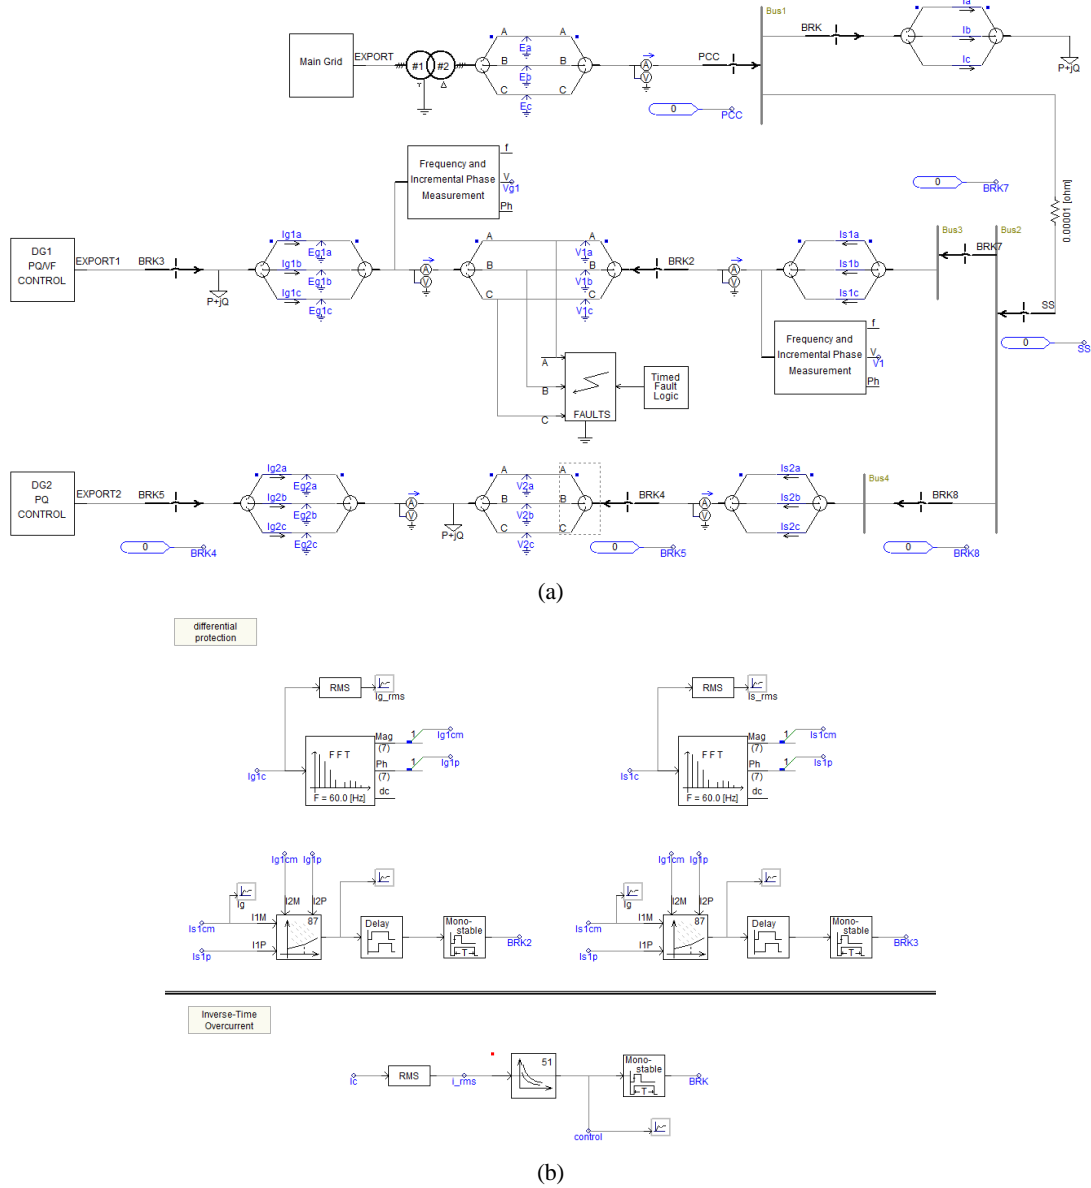 Bus1
Ia
Main Grid
EXPORT
#1
#2
A
A
Ea
B
B
Eb
C
C
Ec
A
V
PCC
BRK
Ib
Ic
P+jQ
0
PCC
Frequency and
Incremental Phase
Measurement
f
V
Vg1
Ph
0
BRK7
0.00001 [ohm]
DG1
PQ/VF
CONTROL
EXPORT1
BRK3
P+jQ
Ig1a
Eg1a
Ig1b
Eg1b
Ig1c
Eg1c
A
V
A
A
V1a
B
B
V1b
C
C
V1c
BRK2
A
V
Is1a
Is1b
Is1c
Bus3
BRK7
Bus2
SS
0
SS
Frequency and
Incremental Phase
Measurement
f
V
V1
Ph
A
B
C
FAULTS
Timed
Fault
Logic
DG2
PQ
CONTROL
EXPORT2
BRK5
Ig2a
Eg2a
Ig2b
Eg2b
Ig2c
Eg2c
A
V
P+jQ
A
A
V2a
B
B
V2b
C
C
V2c
BRK4
A
V
Is2a
Is2b
Is2c
Bus4
BRK8
0
BRK4
0
BRK5
0
BRK8
(a)
differential
protection
RMS
Ig_rms
Ig1c
F F T
F = 60.0 [Hz]
Mag
(7)
Ph
(7)
dc
1
Ig1cm
1
Ig1p
RMS
Is_rms
Is1c
F F T
F = 60.0 [Hz]
Mag
(7)
Ph
(7)
dc
1
Is1cm
1
Is1p
Ig1cm
Ig1p
Ig
I2M
I2P
Is1cm
I1M
87
Is1p
I1P
Delay
Mono-
stable
T
BRK2
Ig1cm
Ig1p
Ig
I2M
I2P
Is1cm
I1M
87
Is1p
I1P
Delay
Mono-
stable
T
BRK3
Inverse-Time
Overcurrent
Ic
RMS
i_rms
51
Mono-
stable
T
BRK
control
(b)